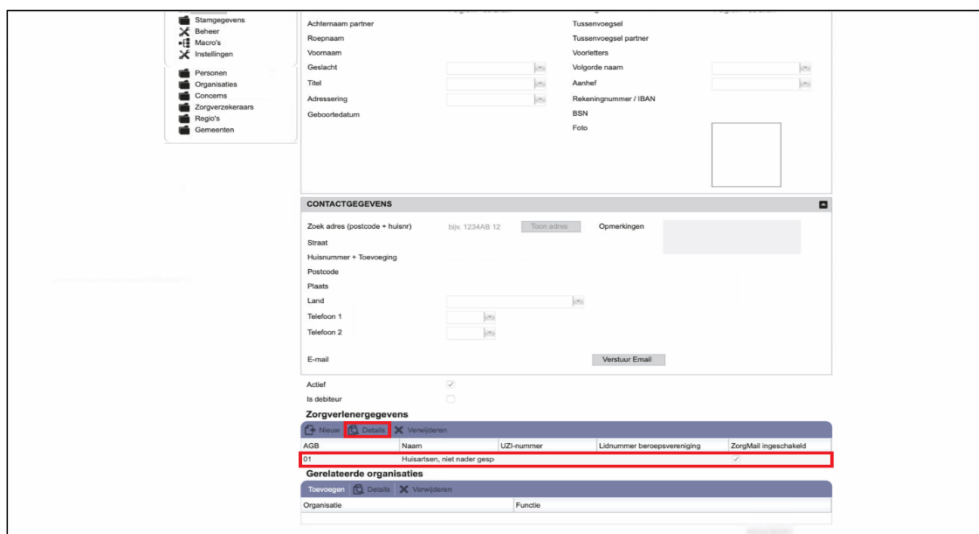 Stamgegevens
Beheer
Macro's
Instellingen
Personen
Organisaties
Concerns
Zorgverzekeraars
Regio's
Gemeenten
Achternaam partner Tussenvoegsel
Roepnaam Tussenvoegsel partner
Voornaam Voorletters
Geslacht Volgorde naam
Titel Aanhef
Adressering Rekeningnummer / IBAN
Geboortedatum BSN
Foto
CONTACTGEGEVENS
Zoek adres (postcode + huisnr) bijv. 1234AB 12 Toon adres Opmerkingen
Straat
Huisnummer + Toevoeging
Postcode
Plaats
Land
Telefoon 1
Telefoon 2
E-mail Verstuur Email
Actief
Is debiteur
Zorgverlenergegevens
Nieuw Details Verwijderen
AGB Naam UZI-nummer Lidnummer beroepsvereniging ZorgMail ingeschakeld
01 Huisartsen, niet nader gesp
Gerelateerde organisaties
Toevoegen Details Verwijderen
Organisatie Functie